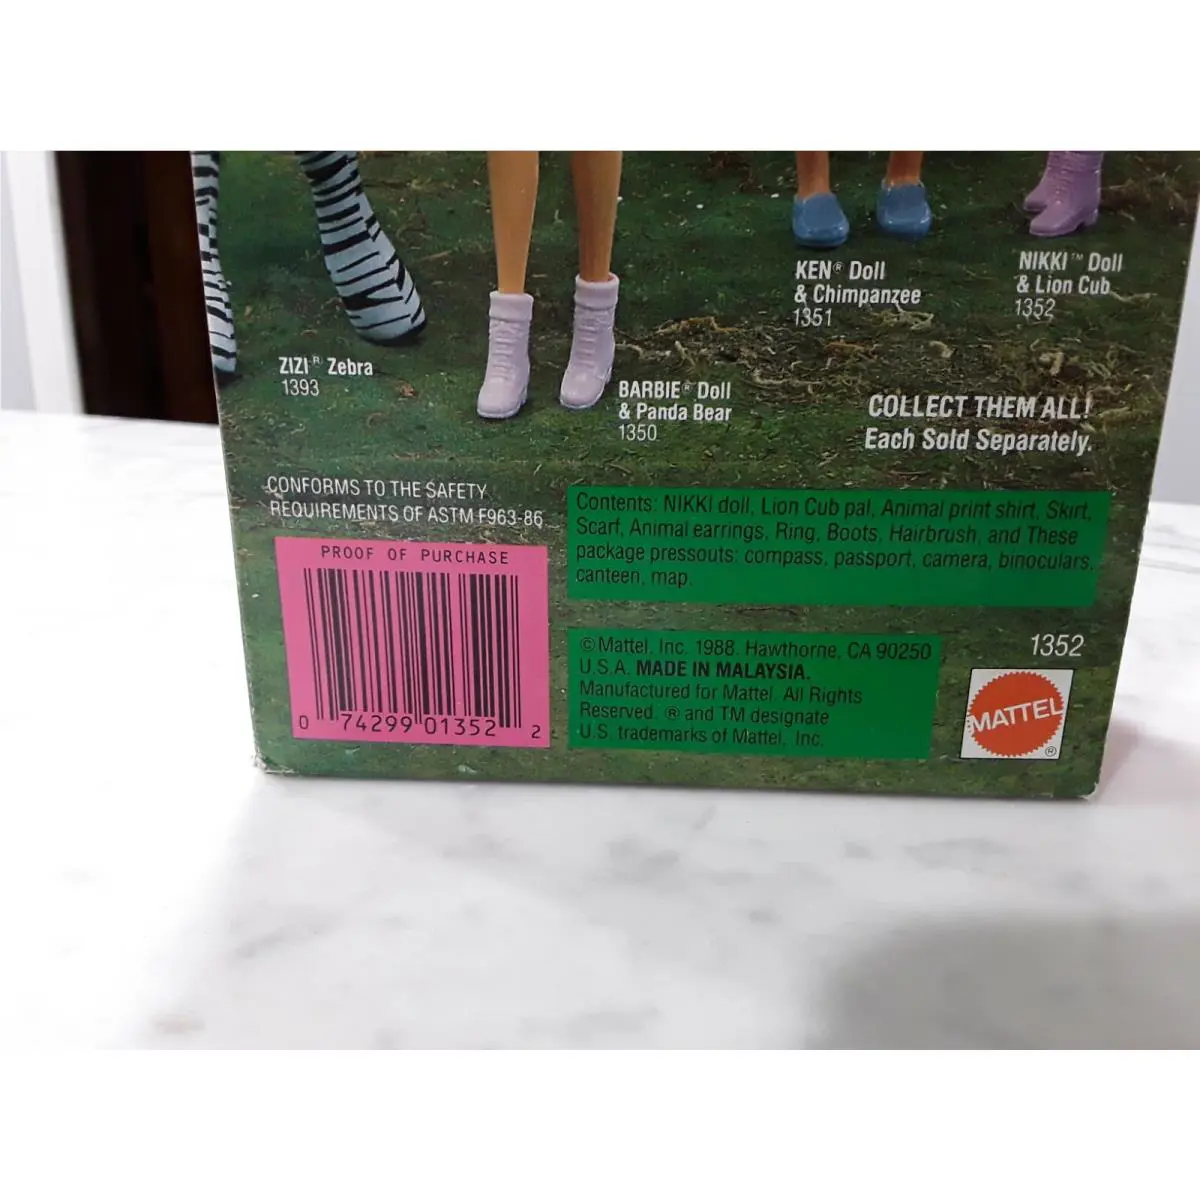 KEN® Doll
& Chimpanzee
1351
NIKKI™ Doll
& Lion Cub
1352
ZIZI® Zebra
1393
BARBIE® Doll
& Panda Bear
1350
COLLECT THEM ALL!
Each Sold Separately.
CONFORMS TO THE SAFETY
REQUIREMENTS OF ASTM F963-86
PROOF OF PURCHASE
0 74299 01352 2
Contents: NIKKI doll, Lion Cub pal, Animal print shirt, Skirt,
Scarf, Animal earrings, Ring, Boots, Hairbrush, and These
package pressouts: compass, passport, camera, binoculars,
canteen, map.
©Mattel, Inc. 1988. Hawthorne, CA 90250
U.S.A. MADE IN MALAYSIA.
Manufactured for Mattel. All Rights
Reserved. ® and TM designate
U.S. trademarks of Mattel, Inc.
1352
MATTEL
®